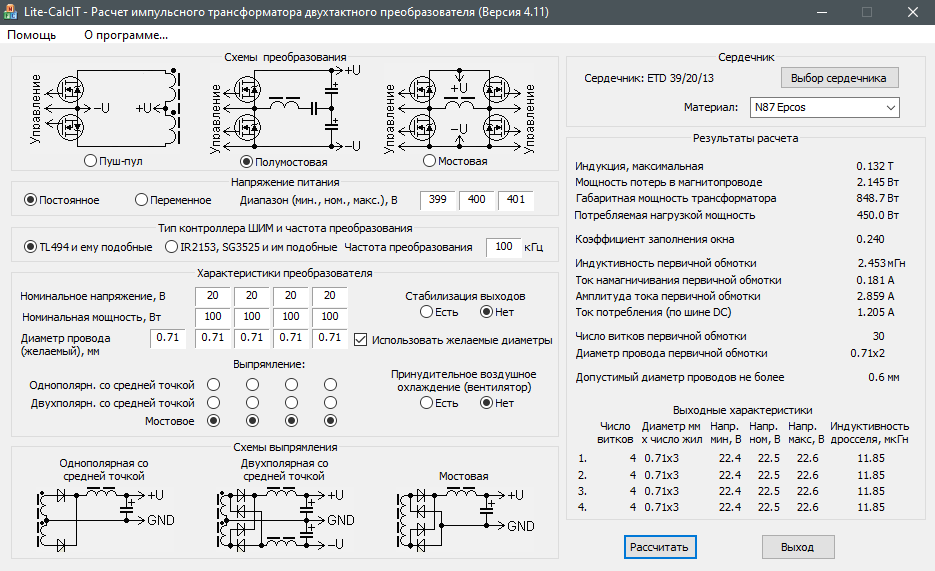 Lite-CalcIT - Расчет импульсного трансформатора двухтактного преобразователя (Версия 4.11)
Помощь О программе...
Схемы преобразования
Управление
-U
+U
Управление
+U
-U
Управление
+U
-U
Управление
Пуш-пул
Полумостовая
Мостовая
Напряжение питания
Постоянное Переменное Диапазон (мин., ном., макс.), В 399 400 401
Тип контроллера ШИМ и частота преобразования
TL494 и ему подобные IR2153, SG3525 и им подобные Частота преобразования 100 кГц
Характеристики преобразователя
Номинальное напряжение, В 20 20 20 20
Номинальная мощность, Вт 100 100 100 100
Диаметр провода
(желаемый), мм 0.71 0.71 0.71 0.71 0.71
Стабилизация выходов
Есть Нет
Использовать желаемые диаметры
Выпрямление:
Однополярн. со средней точкой
Двухполярн. со средней точкой
Мостовое
Принудительное воздушное
охлаждение (вентилятор)
Есть Нет
Схемы выпрямления
Однополярная со
средней точкой
+U
GND
Двухполярная со
средней точкой
+U
GND
-U
Мостовая
+U
GND
Сердечник
Сердечник: ETD 39/20/13 Выбор сердечника
Материал: N87 Epcos
Результаты расчета
Индукция, максимальная 0.132 Т
Мощность потерь в магнитопроводе 2.145 Вт
Габаритная мощность трансформатора 848.7 Вт
Потребляемая нагрузкой мощность 450.0 Вт
Коэффициент заполнения окна 0.240
Индуктивность первичной обмотки 2.453 мГн
Ток намагничивания первичной обмотки 0.181 А
Амплитуда тока первичной обмотки 2.859 А
Ток потребления (по шине DC) 1.205 А
Число витков первичной обмотки 30
Диаметр провода первичной обмотки 0.71x2
Допустимый диаметр проводов не более 0.6 мм
Выходные характеристики
Число Диаметр мм Напр. Напр. Напр. Индуктивность
витков х число жил мин, В ном, В макс, В дросселя, мкГн
1. 4 0.71x3 22.4 22.5 22.6 11.85
2. 4 0.71x3 22.4 22.5 22.6 11.85
3. 4 0.71x3 22.4 22.5 22.6 11.85
4. 4 0.71x3 22.4 22.5 22.6 11.85
Рассчитать Выход